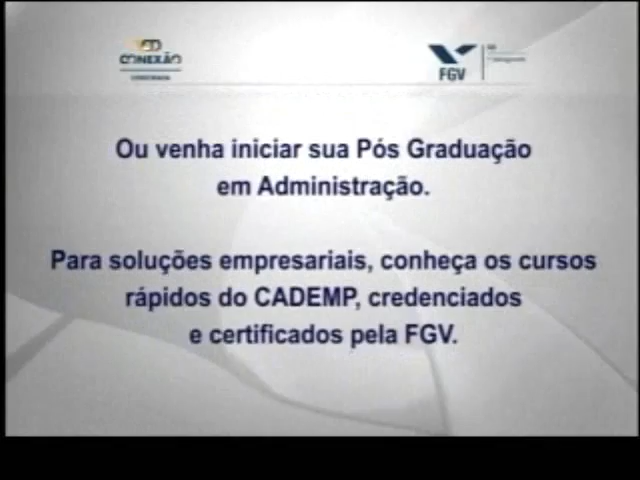 CONEXÃO
FGV
Ou venha iniciar sua Pós Graduação
em Administração.
Para soluções empresariais, conheça os cursos
rápidos do CADEMP, credenciados
e certificados pela FGV.